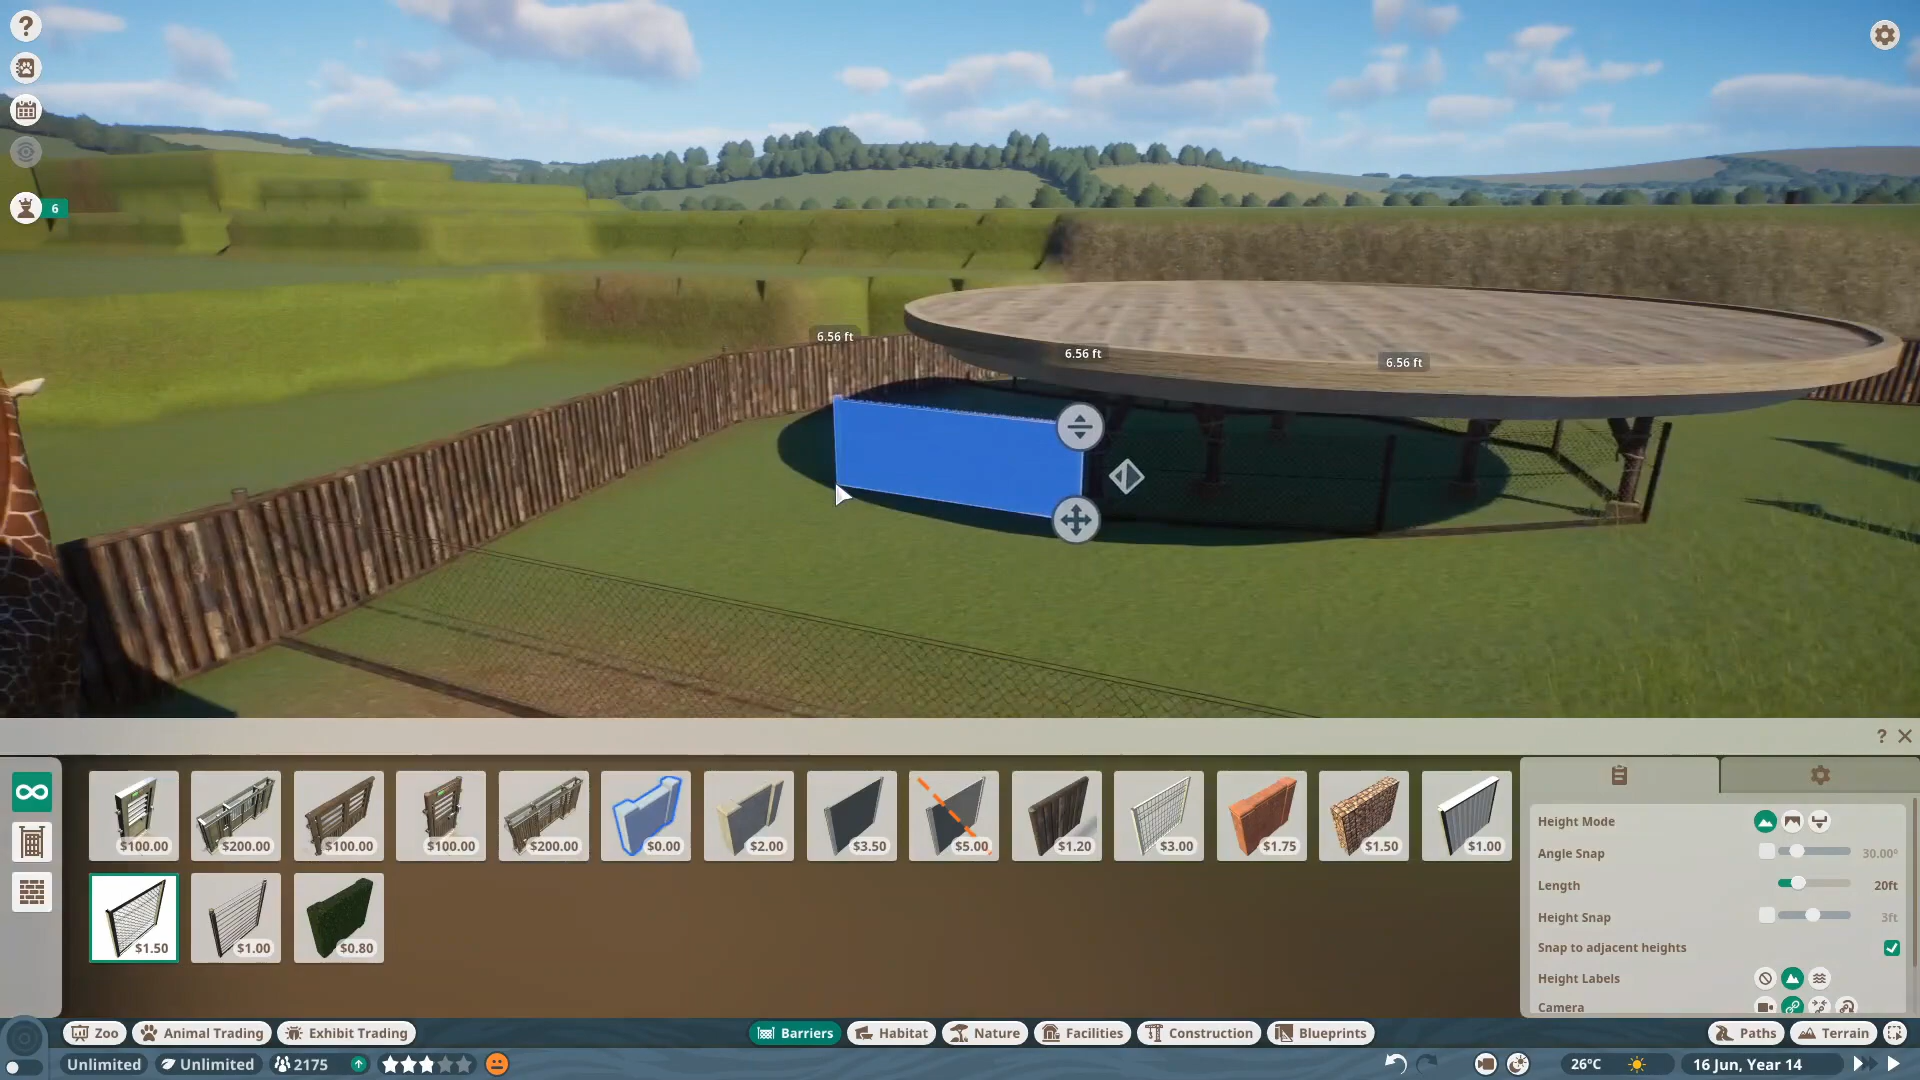 ?
6
6.56 ft
6.56 ft
6.56 ft
?
$100.00
$200.00
$100.00
$100.00
$200.00
$0.00
$2.00
$3.50
$5.00
$1.20
$3.00
$1.75
$1.50
$1.00
$1.50
$1.00
$0.80
Height Mode
Angle Snap 30.00°
Length 20ft
Height Snap 3ft
Snap to adjacent heights
Height Labels
Camera
Zoo Animal Trading Exhibit Trading Barriers Habitat Nature Facilities Construction Blueprints Paths Terrain
Unlimited Unlimited 2175 26°C 16 Jun, Year 14